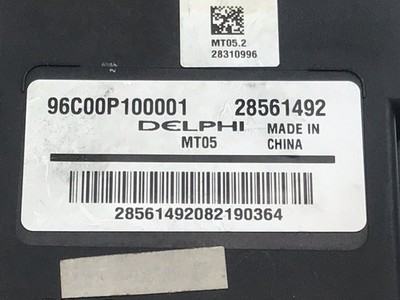 MT05.2
28310996
96C00P100001 28561492
DELPHI MADE IN
MT05 CHINA
28561492082190364